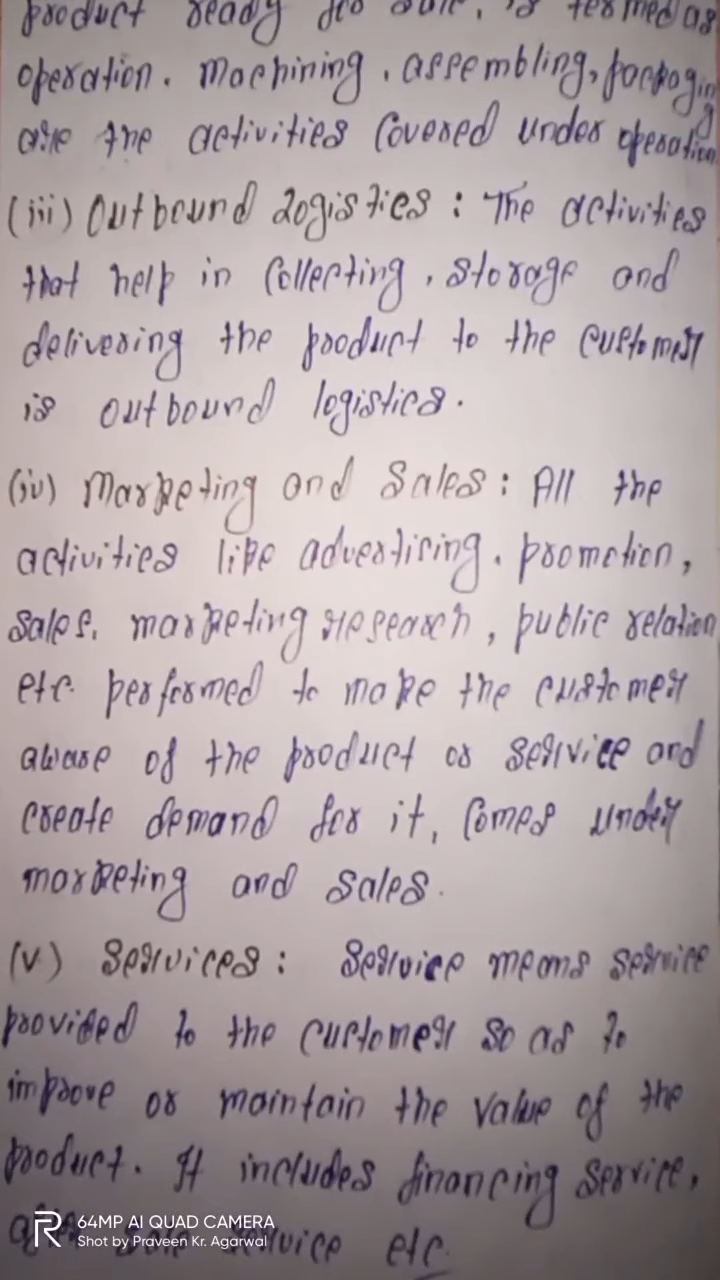 product ready for sale, is termed as
operation. Machining, assembling, packaging
are the activities covered under operation
(iii) Outbound Logistics : The activities
that help in collecting, storage and
delivering the product to the customer
is outbound logistics.
(iv) Marketing and Sales : All the
activities like advertising, promotion,
sales, marketing research, public relation
etc. performed to make the customer
aware of the product or service and
create demand for it, comes under
marketing and sales.
(v) Services : Service means service
provided to the customer so as to
improve or maintain the value of the
product. It includes financing service,
after sale service etc.
64MP AI QUAD CAMERA
Shot by Praveen Kr. Agarwal